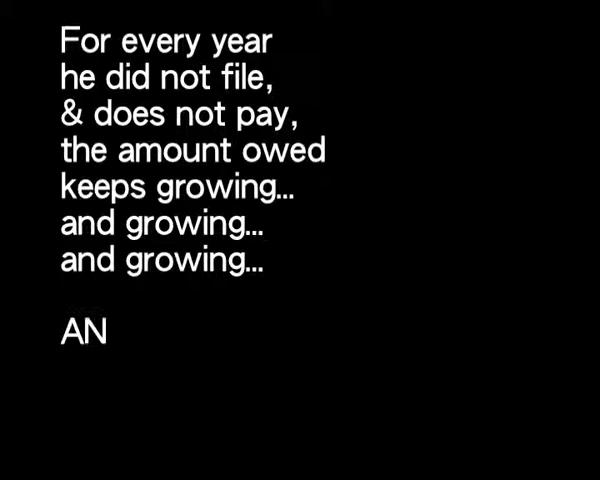 For every year
he did not file,
& does not pay,
the amount owed
keeps growing...
and growing...
and growing...
AN